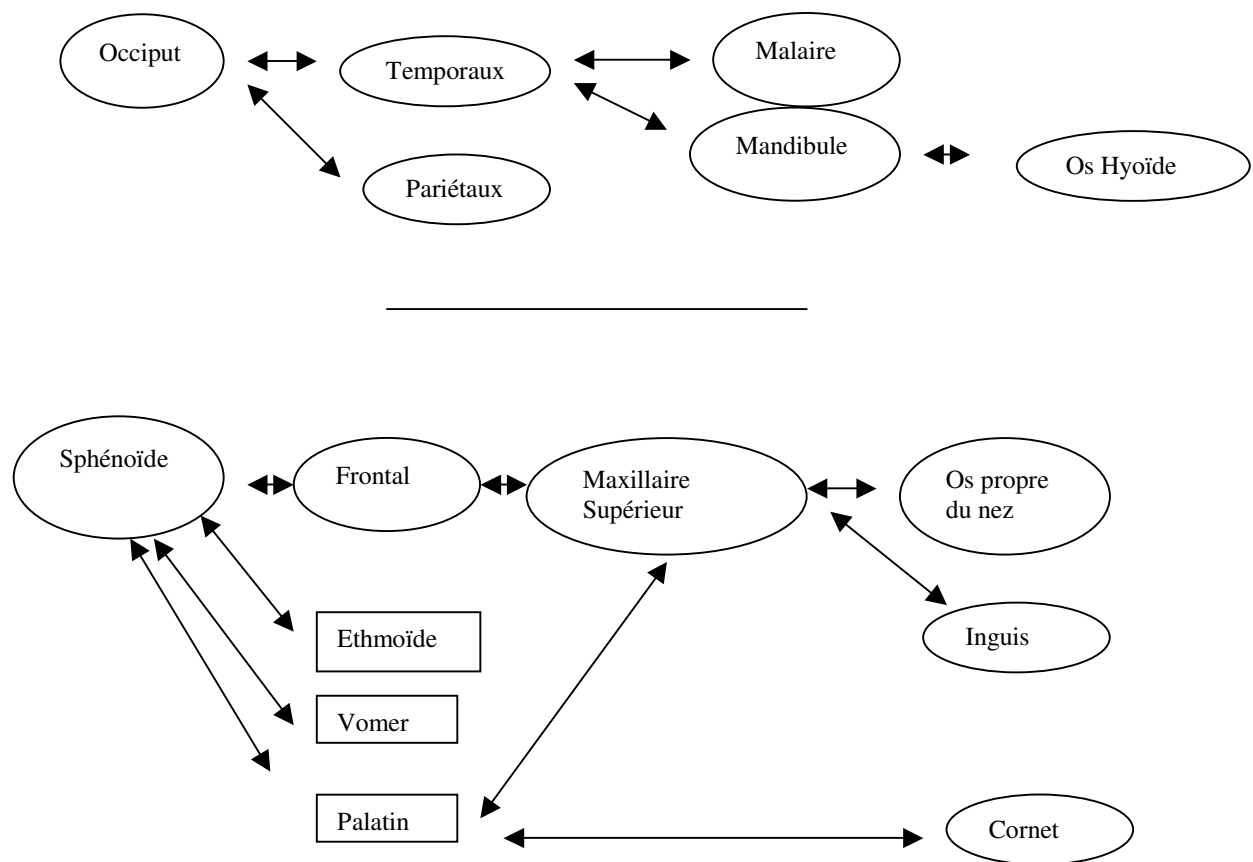 Occiput
Temporaux
Malaire
Mandibule
Os Hyoïde
Pariétaux
Sphénoïde
Frontal
Maxillaire
Supérieur
Os propre
du nez
Ethmoïde
Inguis
Vomer
Palatin
Cornet